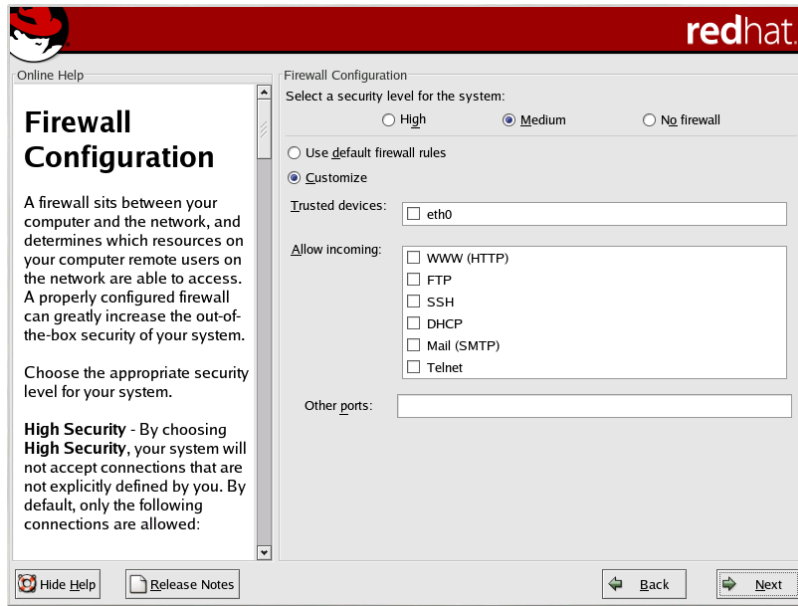 redhat.
Online Help
Firewall
Configuration
A firewall sits between your
computer and the network, and
determines which resources on
your computer remote users on
the network are able to access.
A properly configured firewall
can greatly increase the out-of-
the-box security of your system.
Choose the appropriate security
level for your system.
High Security - By choosing
High Security, your system will
not accept connections that are
not explicitly defined by you. By
default, only the following
connections are allowed:
Firewall Configuration
Select a security level for the system:
High Medium No firewall
Use default firewall rules
Customize
Trusted devices: eth0
Allow incoming: WWW (HTTP)
FTP
SSH
DHCP
Mail (SMTP)
Telnet
Other ports:
Hide Help Release Notes Back Next